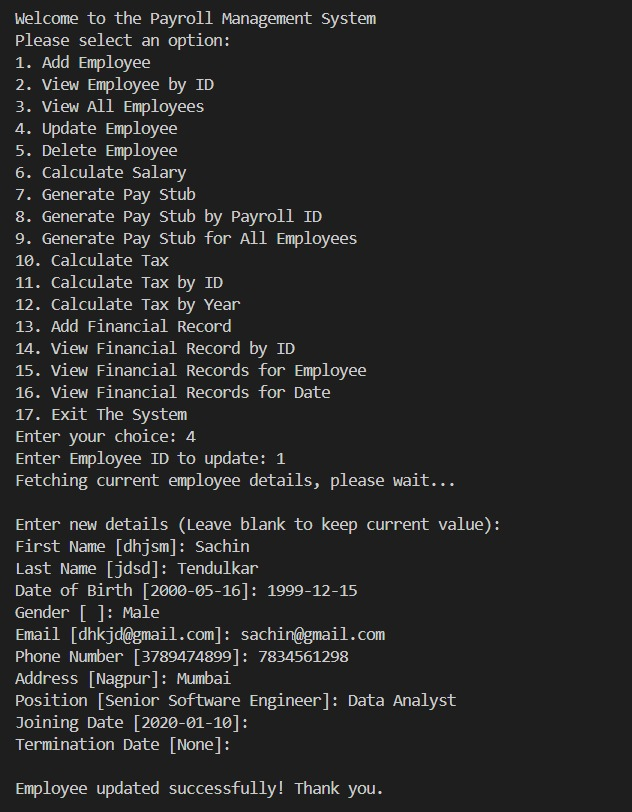 Welcome to the Payroll Management System
Please select an option:
1. Add Employee
2. View Employee by ID
3. View All Employees
4. Update Employee
5. Delete Employee
6. Calculate Salary
7. Generate Pay Stub
8. Generate Pay Stub by Payroll ID
9. Generate Pay Stub for All Employees
10. Calculate Tax
11. Calculate Tax by ID
12. Calculate Tax by Year
13. Add Financial Record
14. View Financial Record by ID
15. View Financial Records for Employee
16. View Financial Records for Date
17. Exit The System
Enter your choice: 4
Enter Employee ID to update: 1
Fetching current employee details, please wait...
Enter new details (Leave blank to keep current value):
First Name [dhjsm]: Sachin
Last Name [jdsd]: Tendulkar
Date of Birth [2000-05-16]: 1999-12-15
Gender [ ]: Male
Email [dhkjd@gmail.com]: sachin@gmail.com
Phone Number [3789474899]: 7834561298
Address [Nagpur]: Mumbai
Position [Senior Software Engineer]: Data Analyst
Joining Date [2020-01-10]:
Termination Date [None]:
Employee updated successfully! Thank you.